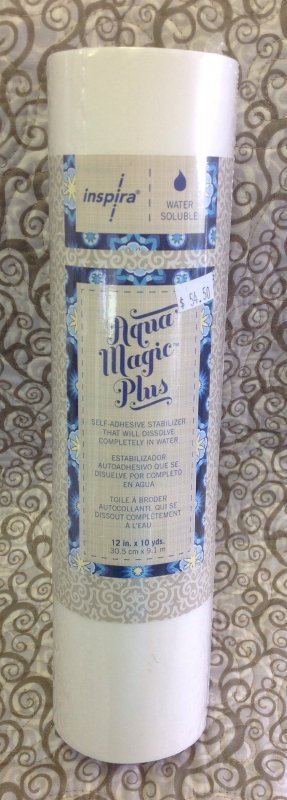 inspira®
WATER
SOLUBLE
$ 54.50
Aqua
Magic™
Plus
SELF-ADHESIVE STABILIZER
THAT WILL DISSOLVE
COMPLETELY IN WATER
ESTABILIZADOR
AUTOADHESIVO QUE SE
DISUELVE POR COMPLETO
EN AGUA
TOILE À BRODER
AUTOCOLLANTE QUI SE
DISSOUT COMPLÈTEMENT
À L'EAU
12 in. x 10 yds.
30.5 cm x 9.1 m